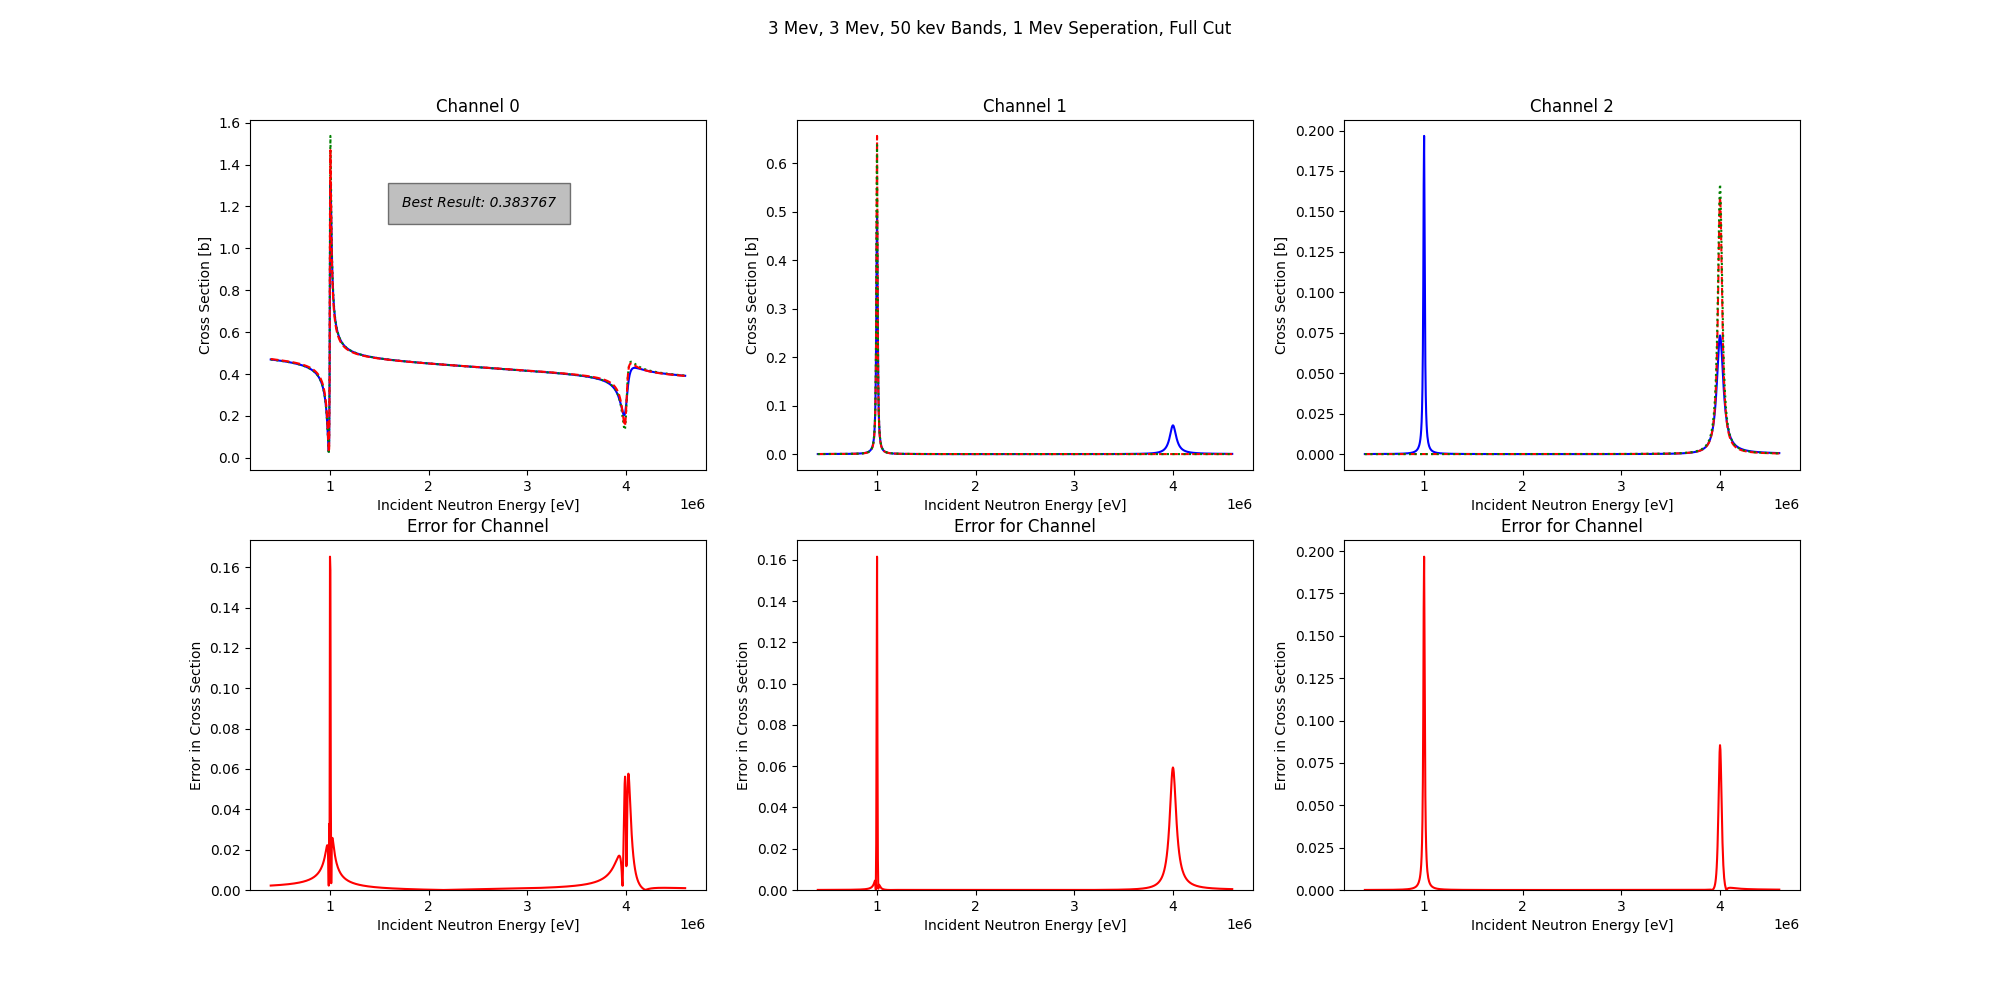 3 Mev, 3 Mev, 50 kev Bands, 1 Mev Seperation, Full Cut
Channel 0
Cross Section [b]
1.6
1.4
1.2
1.0
0.8
0.6
0.4
0.2
0.0
Best Result: 0.383767
1 2 3 4
1e6
Incident Neutron Energy [eV]
Channel 1
Cross Section [b]
0.6
0.5
0.4
0.3
0.2
0.1
0.0
1 2 3 4
1e6
Incident Neutron Energy [eV]
Channel 2
Cross Section [b]
0.200
0.175
0.150
0.125
0.100
0.075
0.050
0.025
0.000
1 2 3 4
1e6
Incident Neutron Energy [eV]
Error for Channel
Error in Cross Section
0.16
0.14
0.12
0.10
0.08
0.06
0.04
0.02
0.00
1 2 3 4
1e6
Incident Neutron Energy [eV]
Error for Channel
Error in Cross Section
0.16
0.14
0.12
0.10
0.08
0.06
0.04
0.02
0.00
1 2 3 4
1e6
Incident Neutron Energy [eV]
Error for Channel
Error in Cross Section
0.200
0.175
0.150
0.125
0.100
0.075
0.050
0.025
0.000
1 2 3 4
1e6
Incident Neutron Energy [eV]